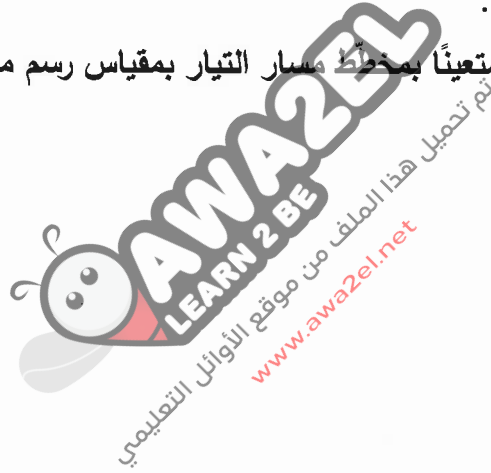 متعينًا بمخطّط مسار التيار بمقياس رسم
AWA2EL
LEARN 2 BE
تم تحميل هذا الملف من موقع الأوائل التعليمي
www.awa2el.net